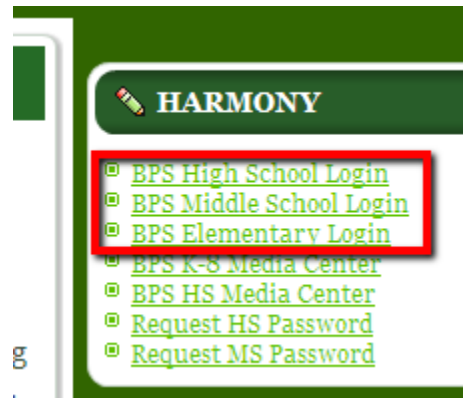 HARMONY
BPS High School Login
BPS Middle School Login
BPS Elementary Login
BPS K-8 Media Center
BPS HS Media Center
Request HS Password
Request MS Password
g